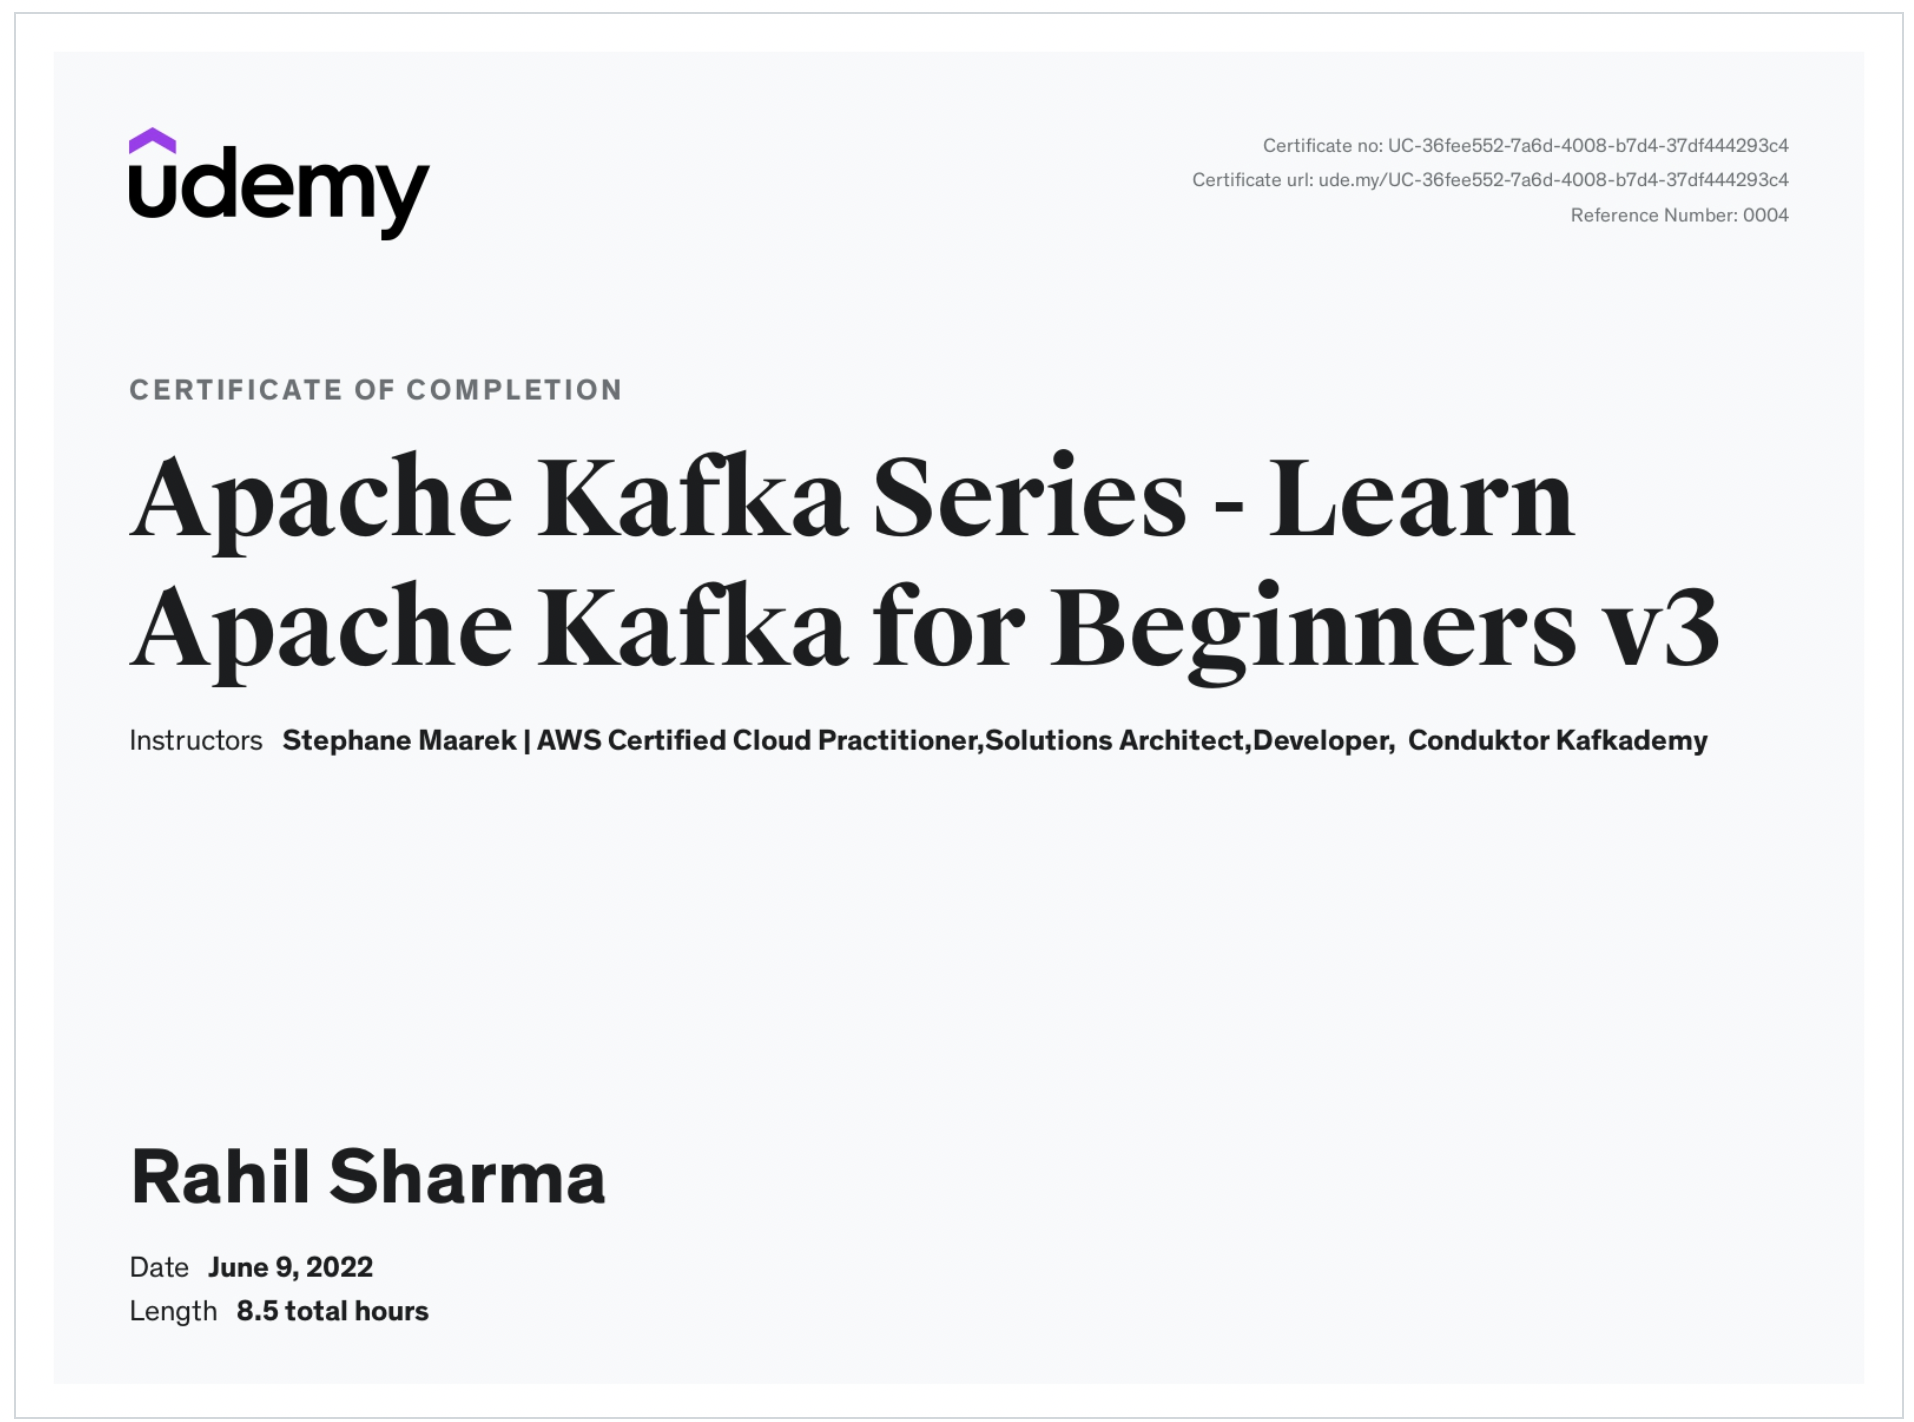 udemy
Certificate no: UC-36fee552-7a6d-4008-b7d4-37df444293c4
Certificate url: ude.my/UC-36fee552-7a6d-4008-b7d4-37df444293c4
Reference Number: 0004
CERTIFICATE OF COMPLETION
Apache Kafka Series - Learn
Apache Kafka for Beginners v3
Instructors Stephane Maarek | AWS Certified Cloud Practitioner,Solutions Architect,Developer, Conduktor Kafkademy
Rahil Sharma
Date June 9, 2022
Length 8.5 total hours